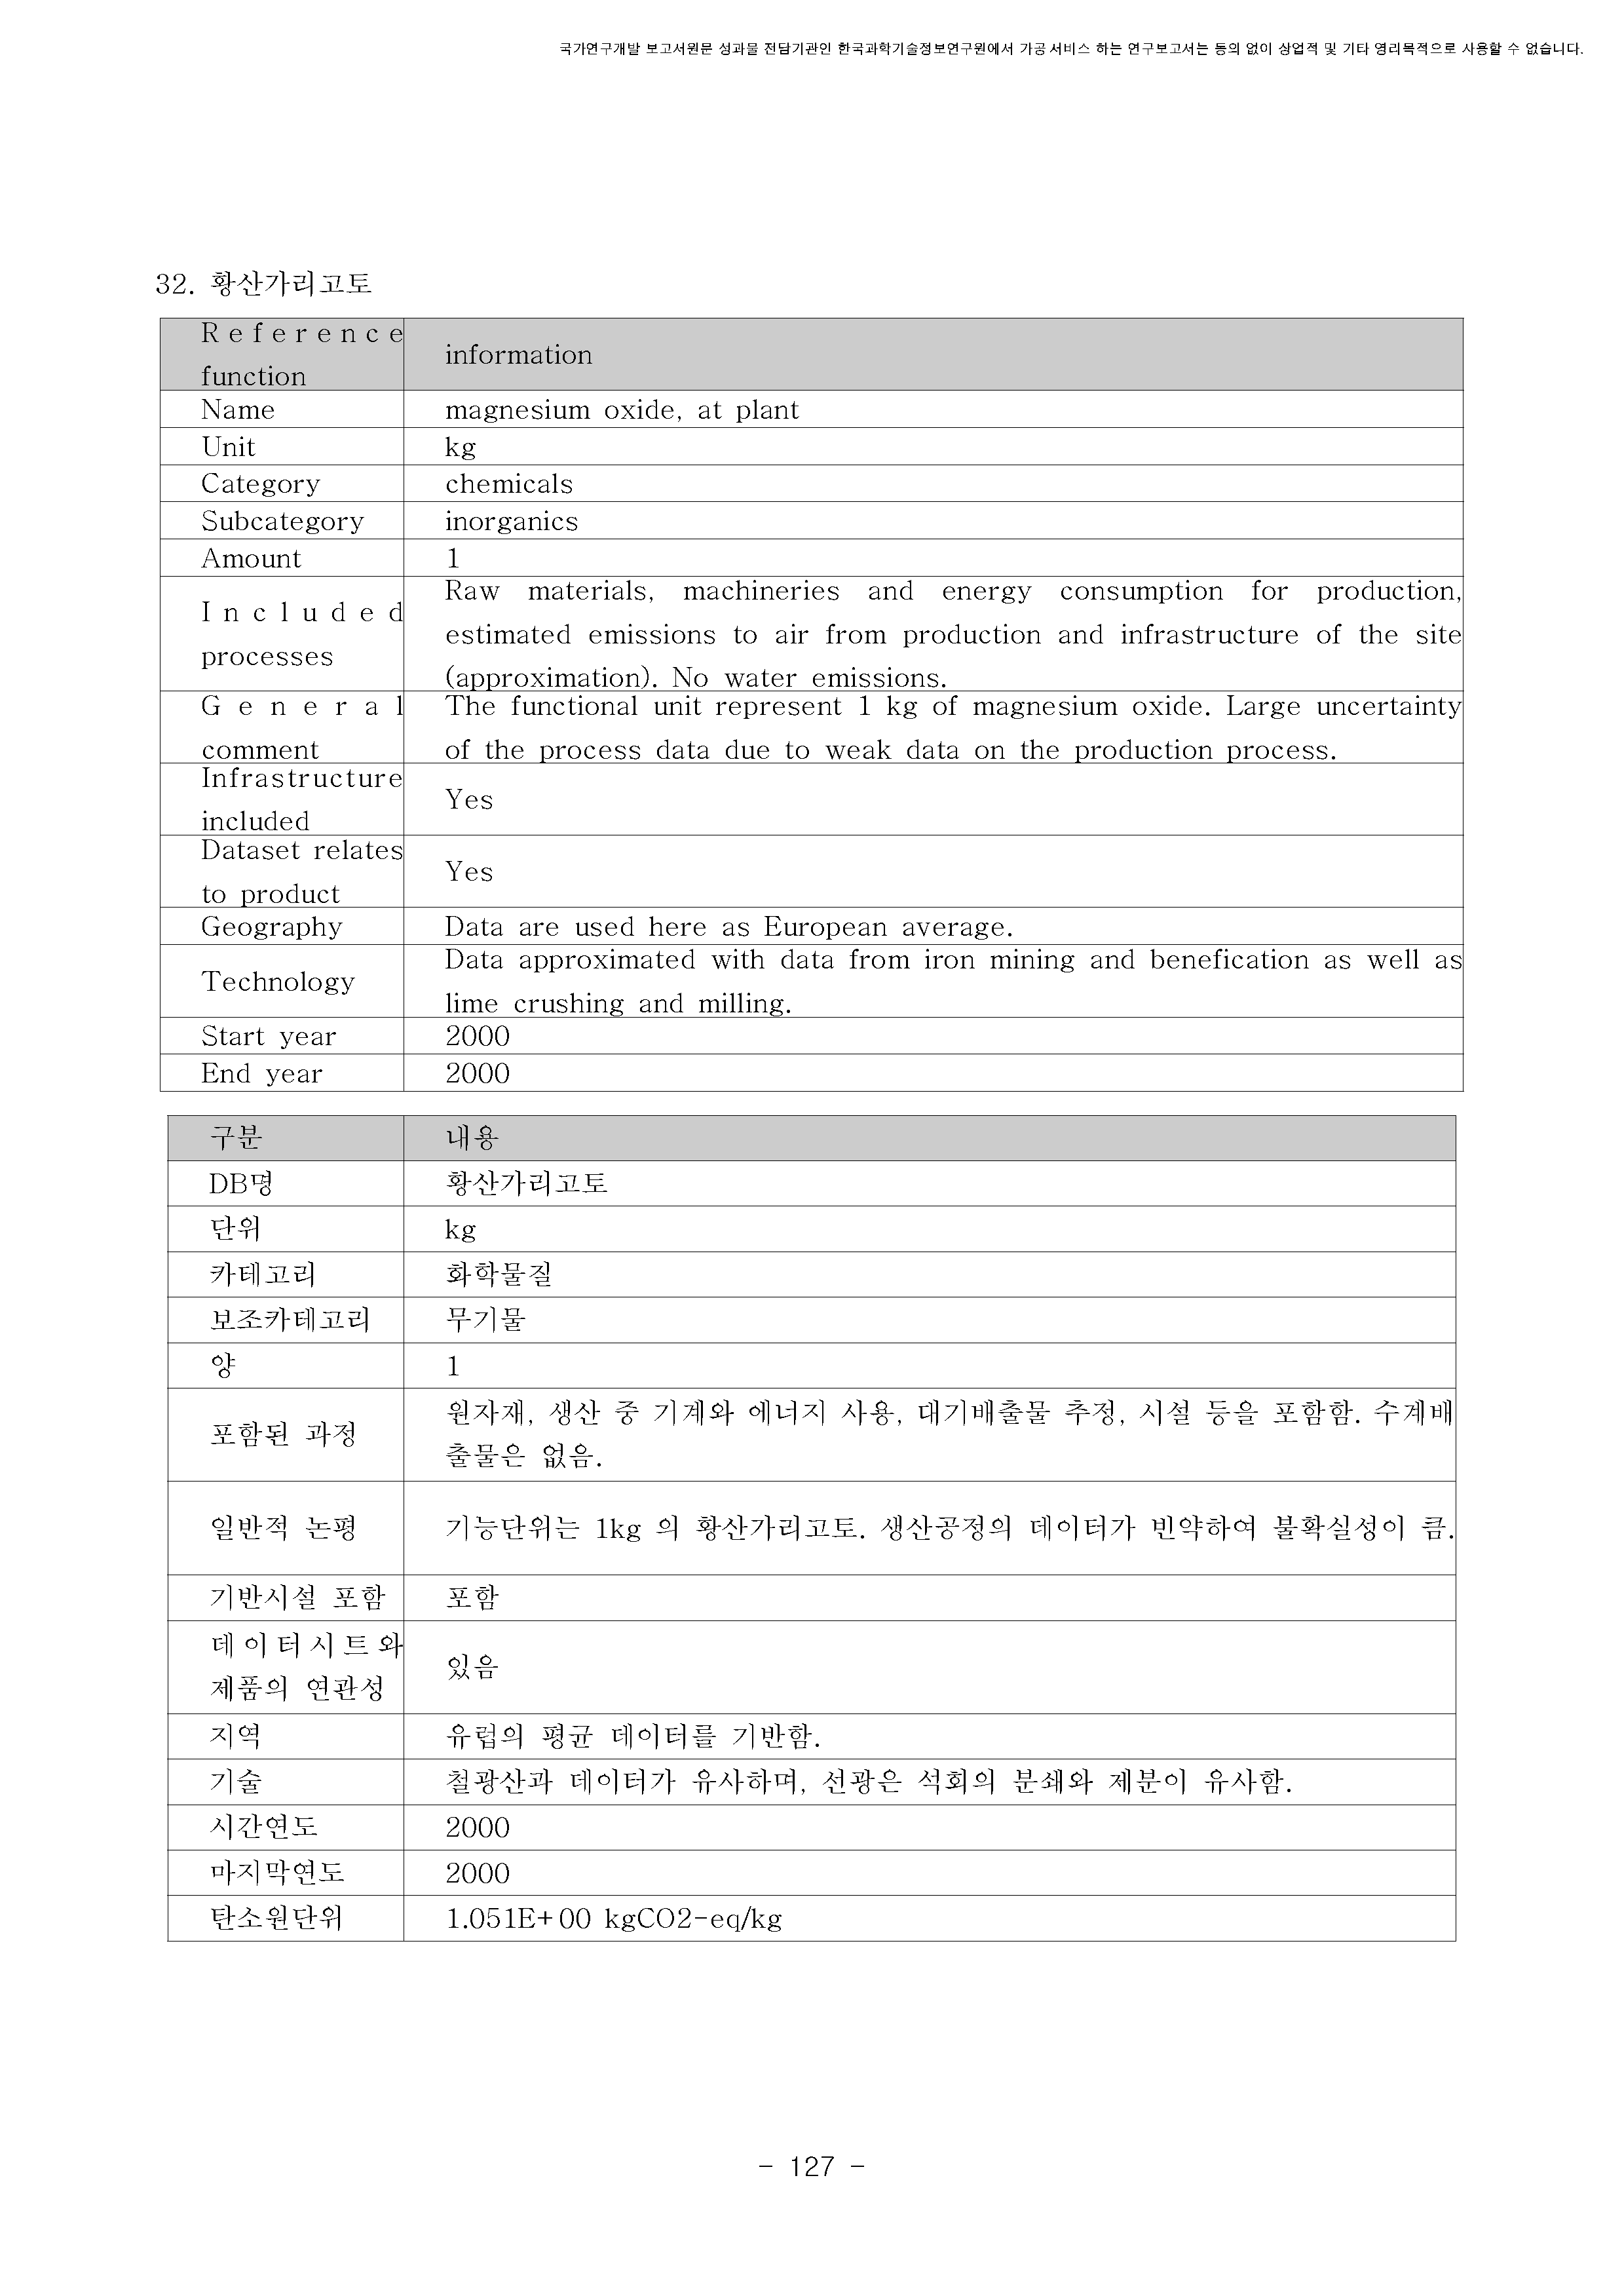 국가연구개발 보고서원문 성과물 전담기관인 한국과학기술정보연구원에서 가공·서비스 하는 연구보고서는 동의 없이 상업적 및 기타 영리목적으로 사용할 수 없습니다.
32. 황산가리고토
Reference
function
information
Name
magnesium oxide, at plant
Unit
kg
Category
chemicals
Subcategory
inorganics
Amount
1
Included
processes
Raw materials, machineries and energy consumption for production,
estimated emissions to air from production and infrastructure of the site
(approximation). No water emissions.
General
comment
The functional unit represent 1 kg of magnesium oxide. Large uncertainty
of the process data due to weak data on the production process.
Infrastructure
included
Yes
Dataset relates
to product
Yes
Geography
Data are used here as European average.
Technology
Data approximated with data from iron mining and benefication as well as
lime crushing and milling.
Start year
2000
End year
2000
구분
내용
DB명
황산가리고토
단위
kg
카테고리
화학물질
보조카테고리
무기물
양
1
포함된 과정
원자재, 생산 중 기계와 에너지 사용, 대기배출물 추정, 시설 등을 포함함. 수계배
출물은 없음.
일반적 논평
기능단위는 1kg 의 황산가리고토. 생산공정의 데이터가 빈약하여 불확실성이 큼.
기반시설 포함
포함
데이터시트와
제품의 연관성
있음
지역
유럽의 평균 데이터를 기반함.
기술
철광산과 데이터가 유사하며, 선광은 석회의 분쇄와 제분이 유사함.
시간연도
2000
마지막연도
2000
탄소원단위
1.051E+00 kgCO2-eq/kg
- 127 -